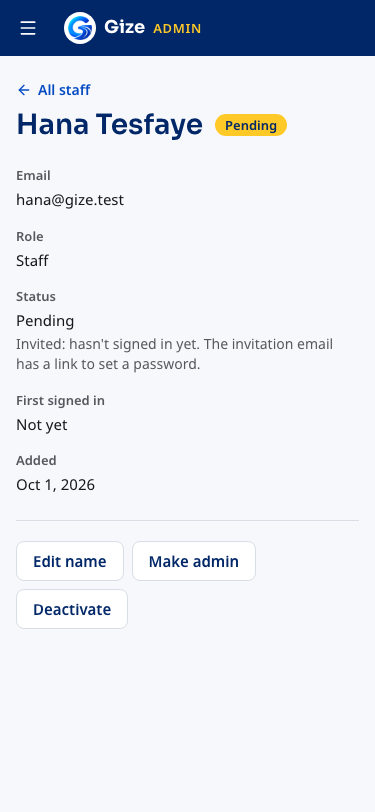 Gize ADMIN
← All staff
Hana Tesfaye Pending
Email
hana@gize.test
Role
Staff
Status
Pending
Invited: hasn't signed in yet. The invitation email
has a link to set a password.
First signed in
Not yet
Added
Oct 1, 2026
Edit name Make admin
Deactivate